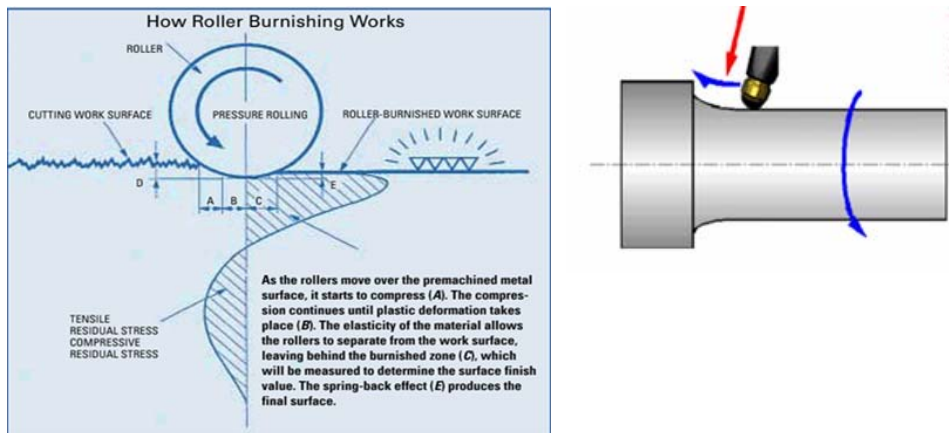 How Roller Burnishing Works
ROLLER
PRESSURE ROLLING
CUTTING WORK SURFACE
ROLLER-BURNISHED WORK SURFACE
D
E
A
B
C
As the rollers move over the premachined metal
surface, it starts to compress (A). The compres-
sion continues until plastic deformation takes
place (B). The elasticity of the material allows
the rollers to separate from the work surface,
leaving behind the burnished zone (C), which
will be measured to determine the surface finish
value. The spring-back effect (E) produces the
final surface.
TENSILE
RESIDUAL STRESS
COMPRESSIVE
RESIDUAL STRESS